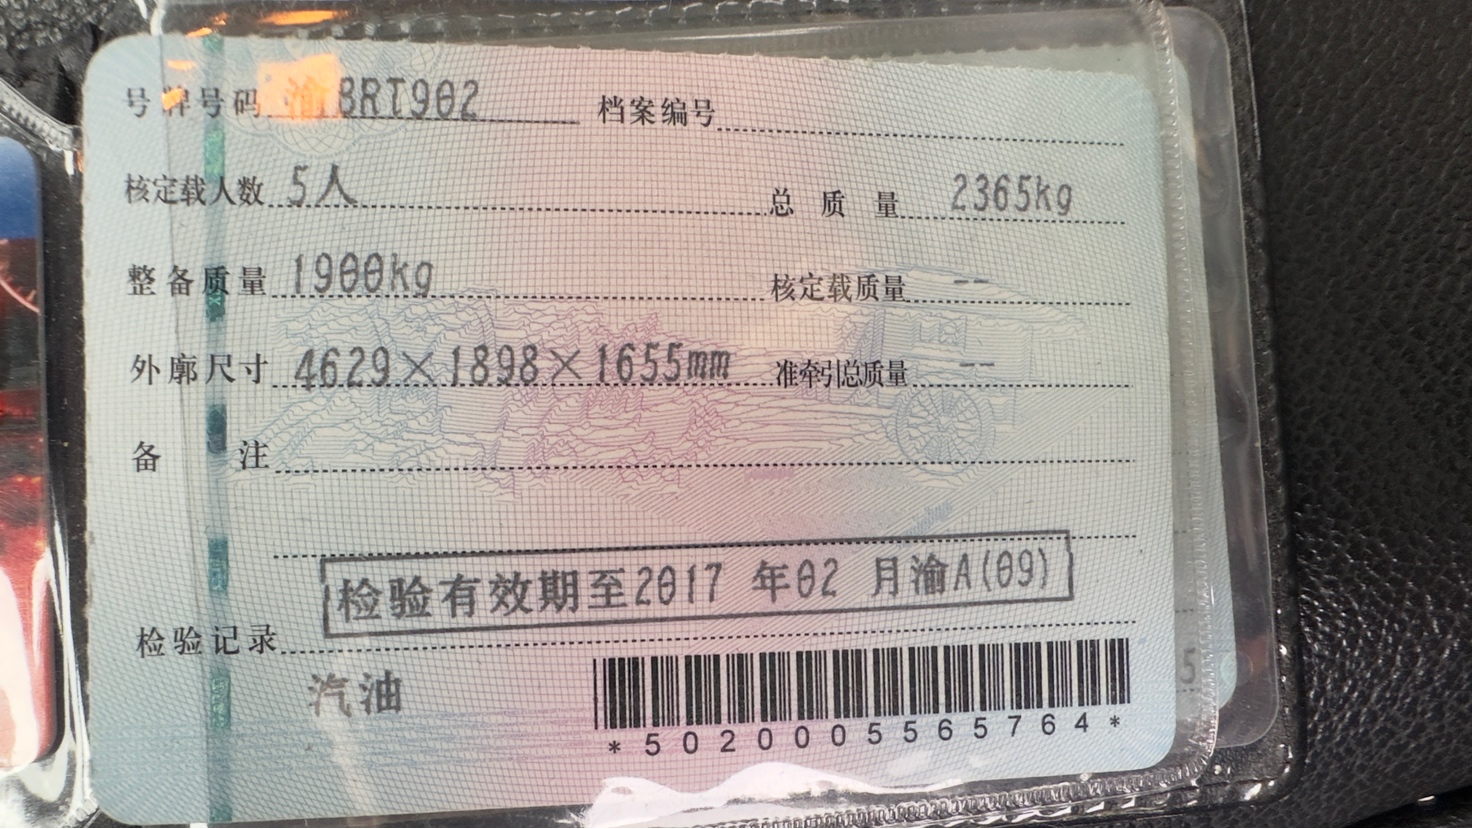 号牌号码 渝BRT902 档案编号
核定载人数 5人 总质量 2365kg
整备质量 1900kg 核定载质量 --
外廓尺寸 4629×1898×1655mm 准牵引总质量 --
备注
检验有效期至2017 年02 月渝A(09)
检验记录
汽油
*5020005565764*
5